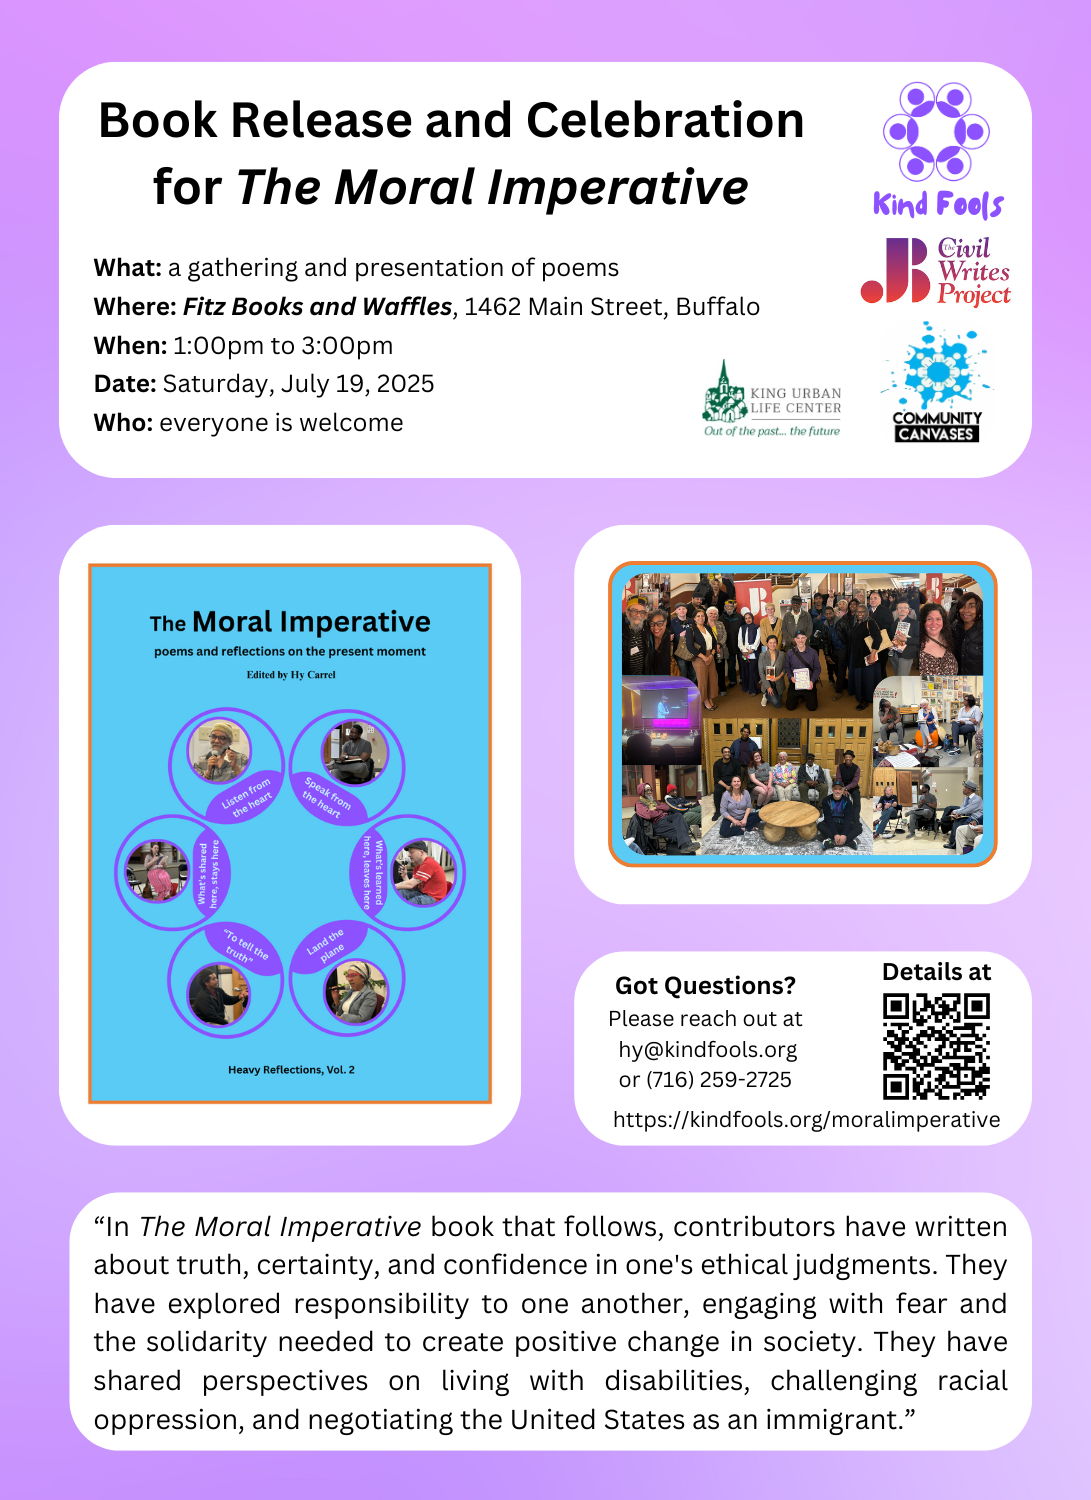 Book Release and Celebration
for The Moral Imperative
What: a gathering and presentation of poems
Where: Fitz Books and Waffles, 1462 Main Street, Buffalo
When: 1:00pm to 3:00pm
Date: Saturday, July 19, 2025
Who: everyone is welcome
Kind Fools
JB
The Civil
Writes
Project
KING URBAN
LIFE CENTER
Out of the past... the future
COMMUNITY
CANVASES
The Moral Imperative
poems and reflections on the present moment
Edited by Hy Carrel
Listen from
the heart
Speak from
the heart
What's shared
here, stays here
What's learned
here, leaves here
"To tell the
truth"
Land the
plane
Heavy Reflections, Vol. 2
Got Questions?
Please reach out at
hy@kindfools.org
or (716) 259-2725
Details at
https://kindfools.org/moralimperative
“In The Moral Imperative book that follows, contributors have written
about truth, certainty, and confidence in one's ethical judgments. They
have explored responsibility to one another, engaging with fear and
the solidarity needed to create positive change in society. They have
shared perspectives on living with disabilities, challenging racial
oppression, and negotiating the United States as an immigrant.”